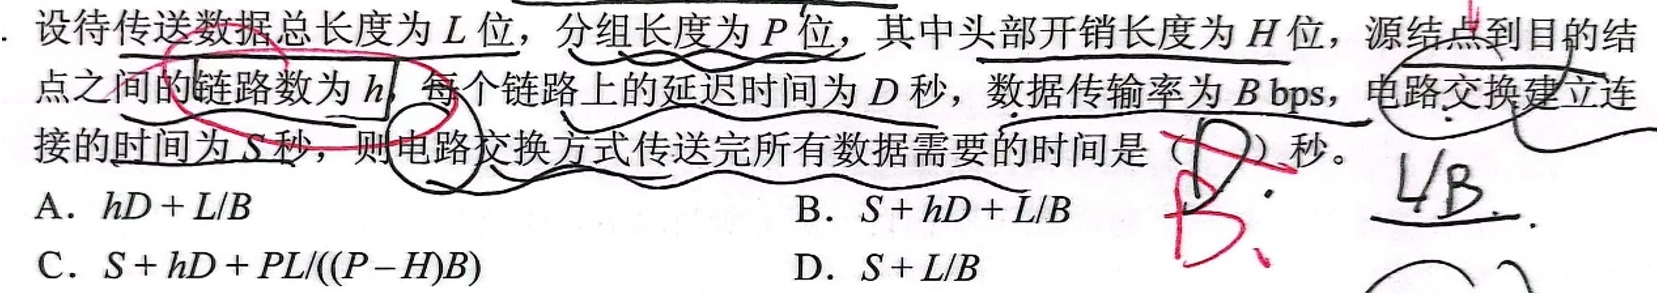 . 设待传送数据总长度为 L 位，分组长度为 P 位，其中头部开销长度为 H 位，源结点到目的结
点之间的链路数为 h，每个链路上的延迟时间为 D 秒，数据传输率为 B bps，电路交换建立连
接的时间为 S 秒，则电路交换方式传送完所有数据需要的时间是（D）秒。
B.
L/B.
A. hD + L/B
B. S + hD + L/B
C. S + hD + PL/((P − H)B)
D. S + L/B